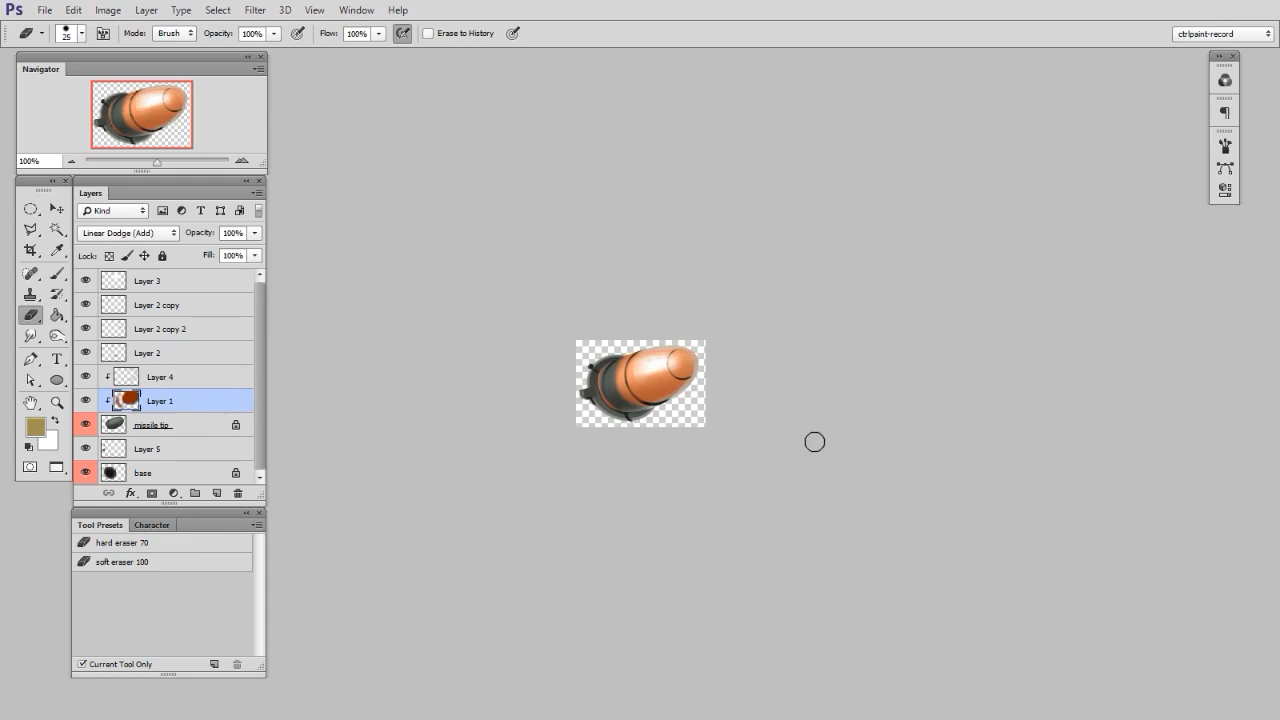 Ps File Edit Image Layer Type Select Filter 3D View Window Help
25 Mode: Brush Opacity: 100% Flow: 100% Erase to History ctrlpaint-record
Navigator
100%
Layers
Kind
Linear Dodge (Add) Opacity: 100%
Lock: Fill: 100%
Layer 3
Layer 2 copy
Layer 2 copy 2
Layer 2
Layer 4
Layer 1
missile tip
Layer 5
base
fx
Tool Presets Character
hard eraser 70
soft eraser 100
Current Tool Only